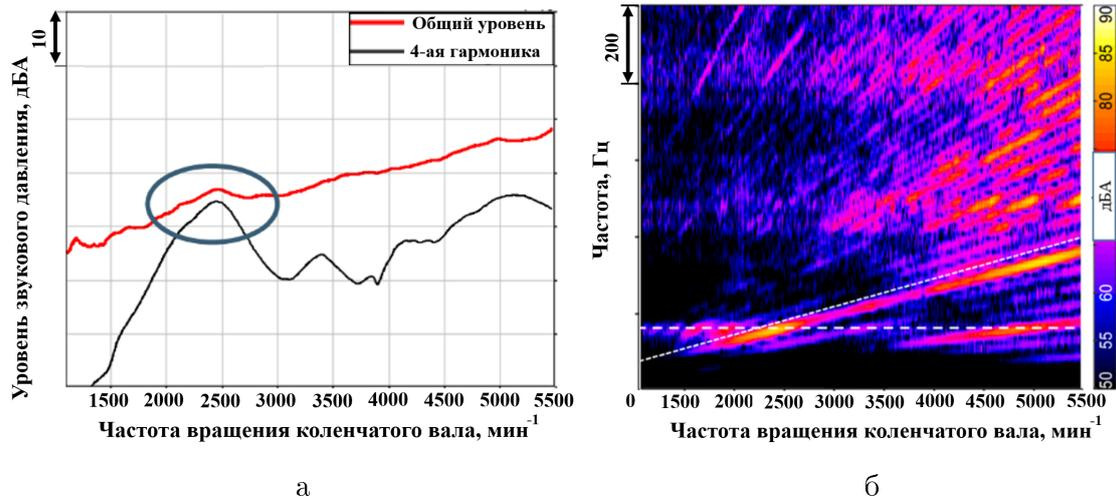 Общий уровень
4-ая гармоника
10
Уровень звукового давления, дБА
1500 2000 2500 3000 3500 4000 4500 5000 5500
Частота вращения коленчатого вала, мин-1
а
200
Частота, Гц
0 1500 2000 2500 3000 3500 4000 4500 5000 5500
Частота вращения коленчатого вала, мин-1
90
85
80
дБА
60
55
50
б